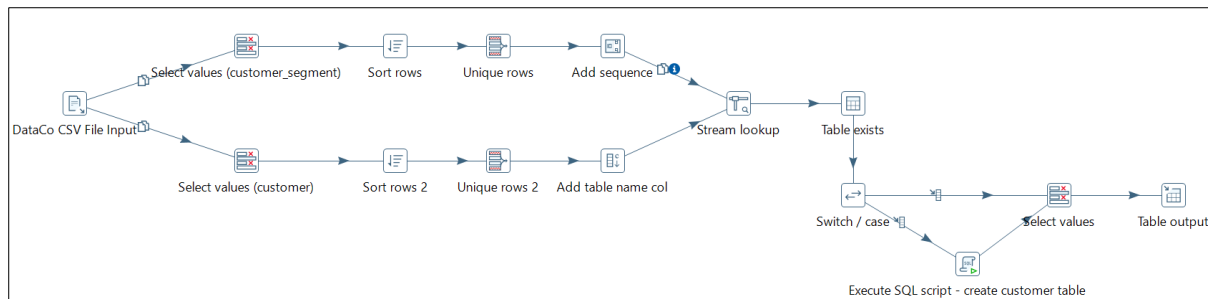 Select values (customer_segment)
Sort rows
Unique rows
Add sequence
DataCo CSV File Input
Stream lookup
Table exists
Select values (customer)
Sort rows 2
Unique rows 2
Add table name col
Switch / case
Select values
Table output
Execute SQL script - create customer table